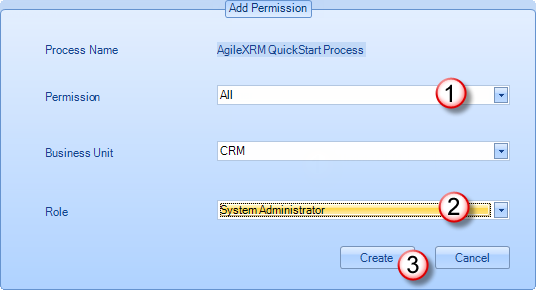 Add Permission
Process Name AgileXRM QuickStart Process
Permission All 1
Business Unit CRM
Role System Administrator 2
Create 3 Cancel